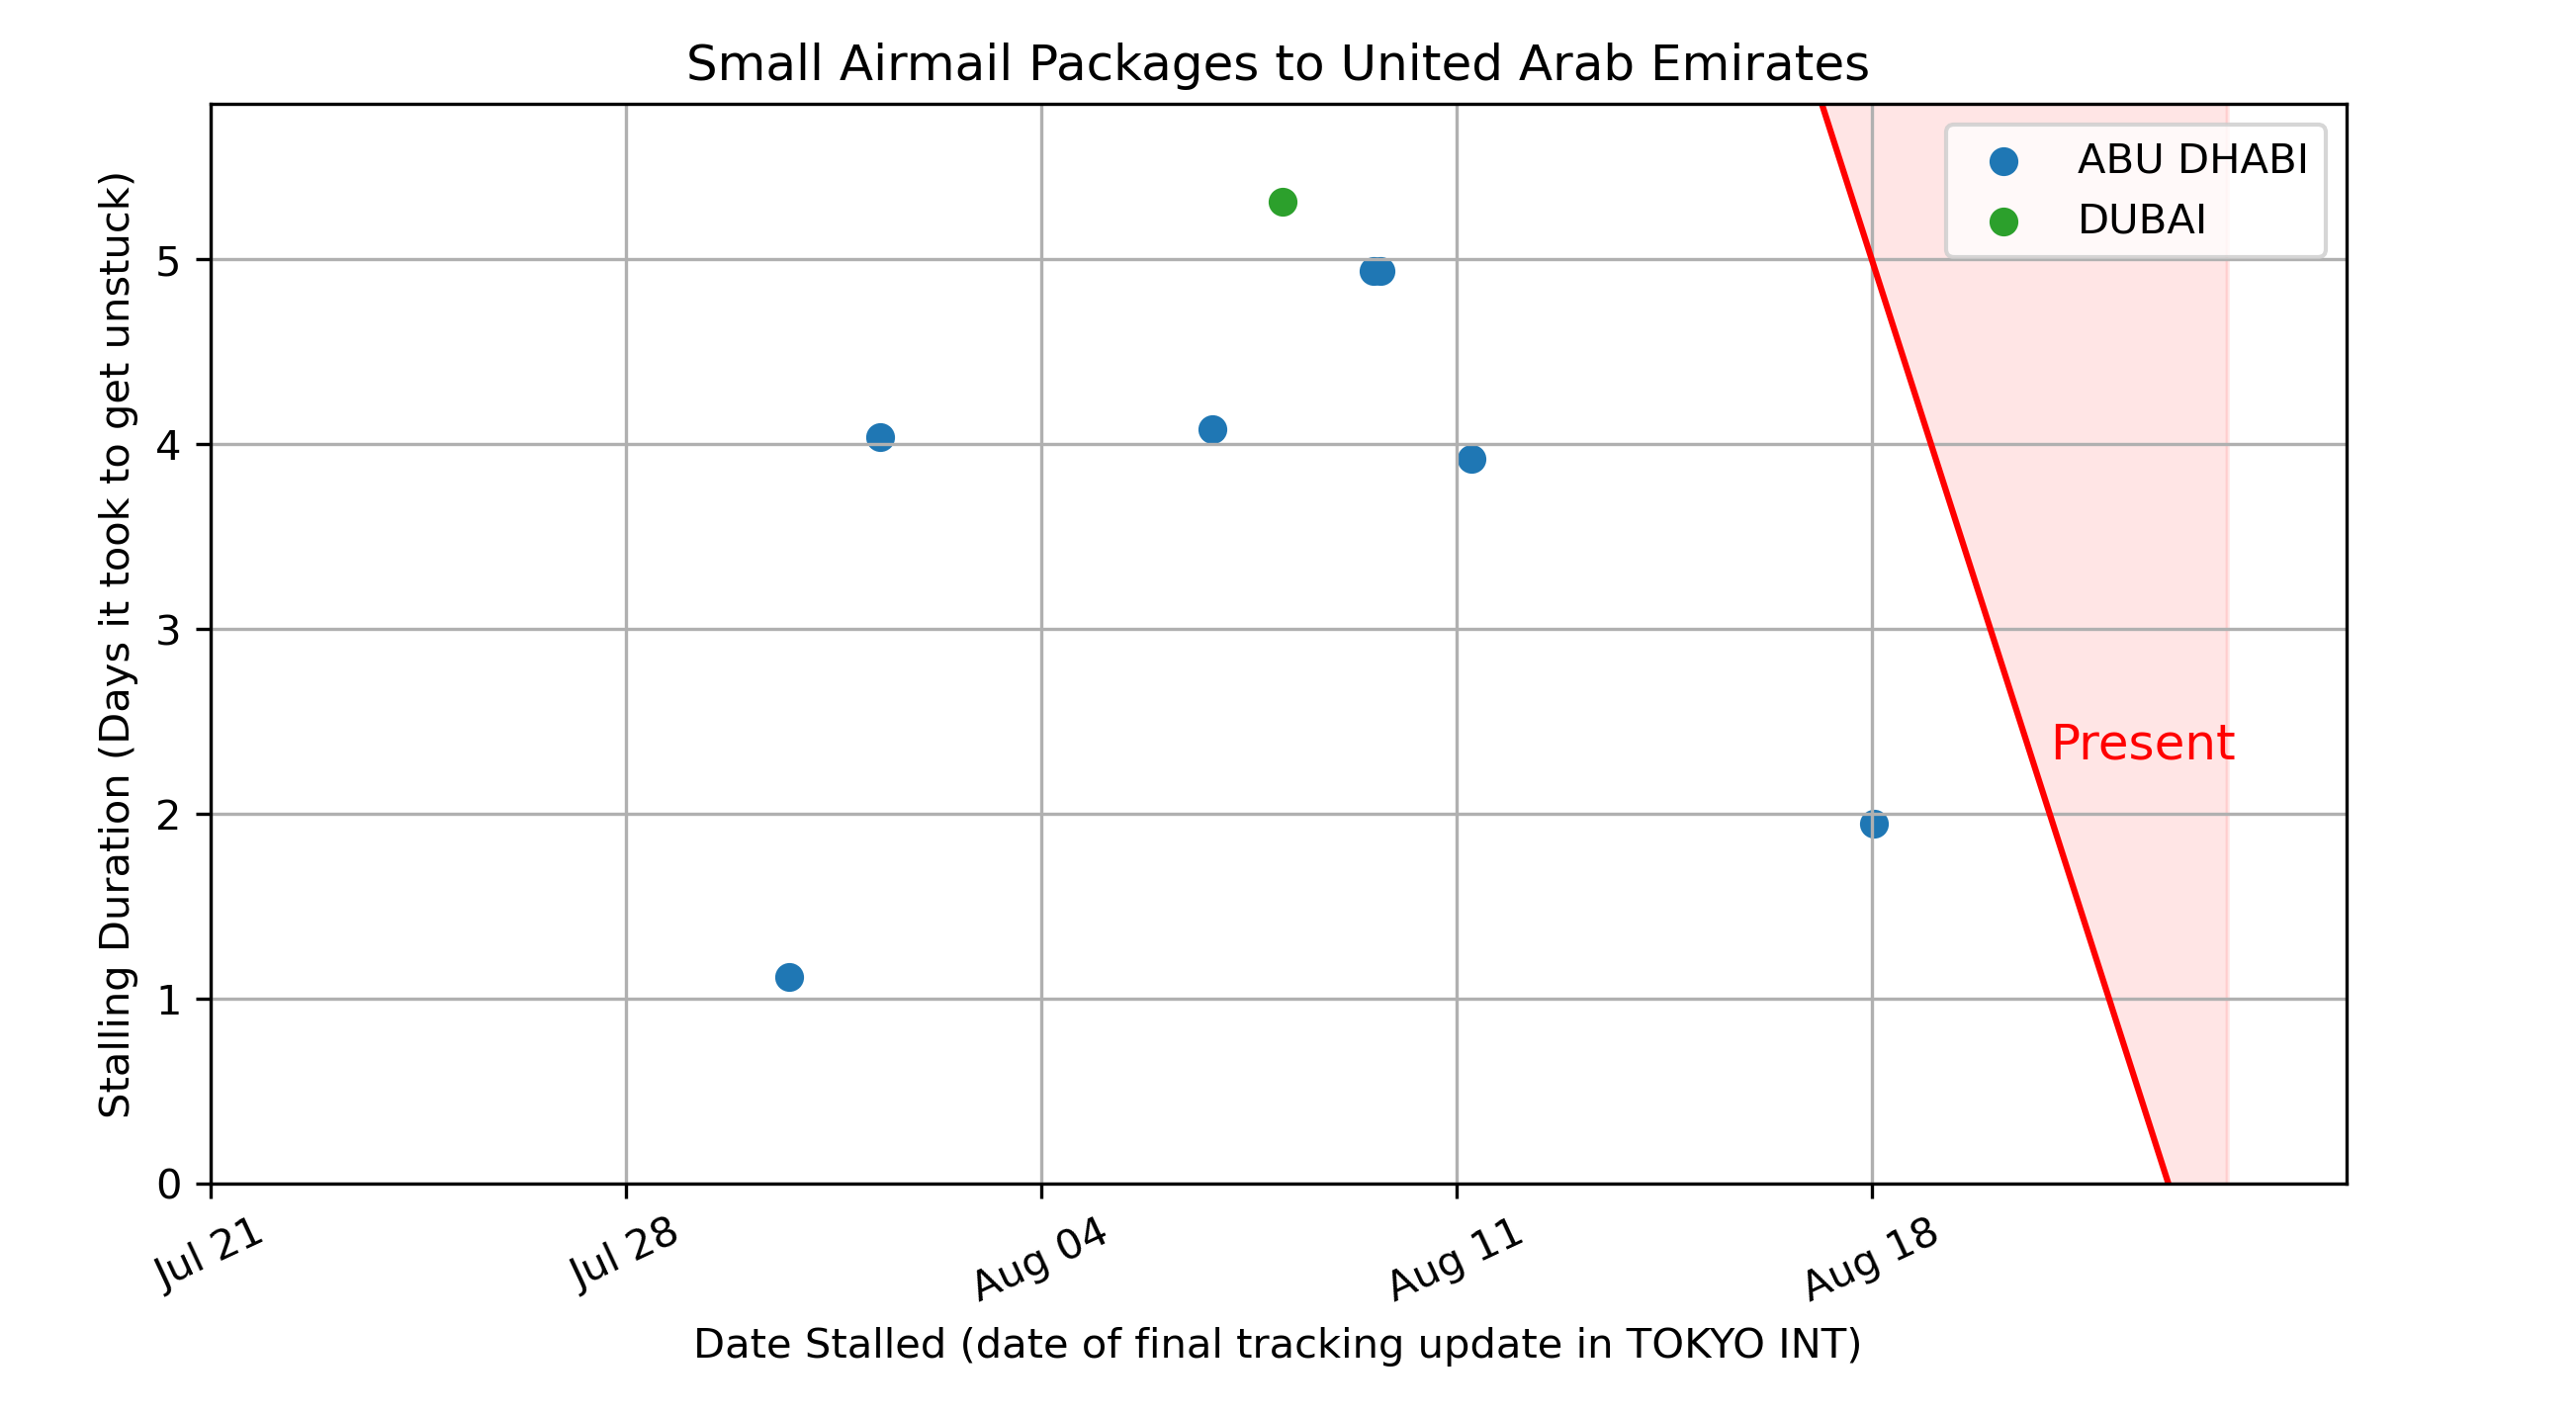 Small Airmail Packages to United Arab Emirates
ABU DHABI
DUBAI
Stalling Duration (Days it took to get unstuck)
5
4
3
2
1
0
Present
Jul 21
Jul 28
Aug 04
Aug 11
Aug 18
Date Stalled (date of final tracking update in TOKYO INT)